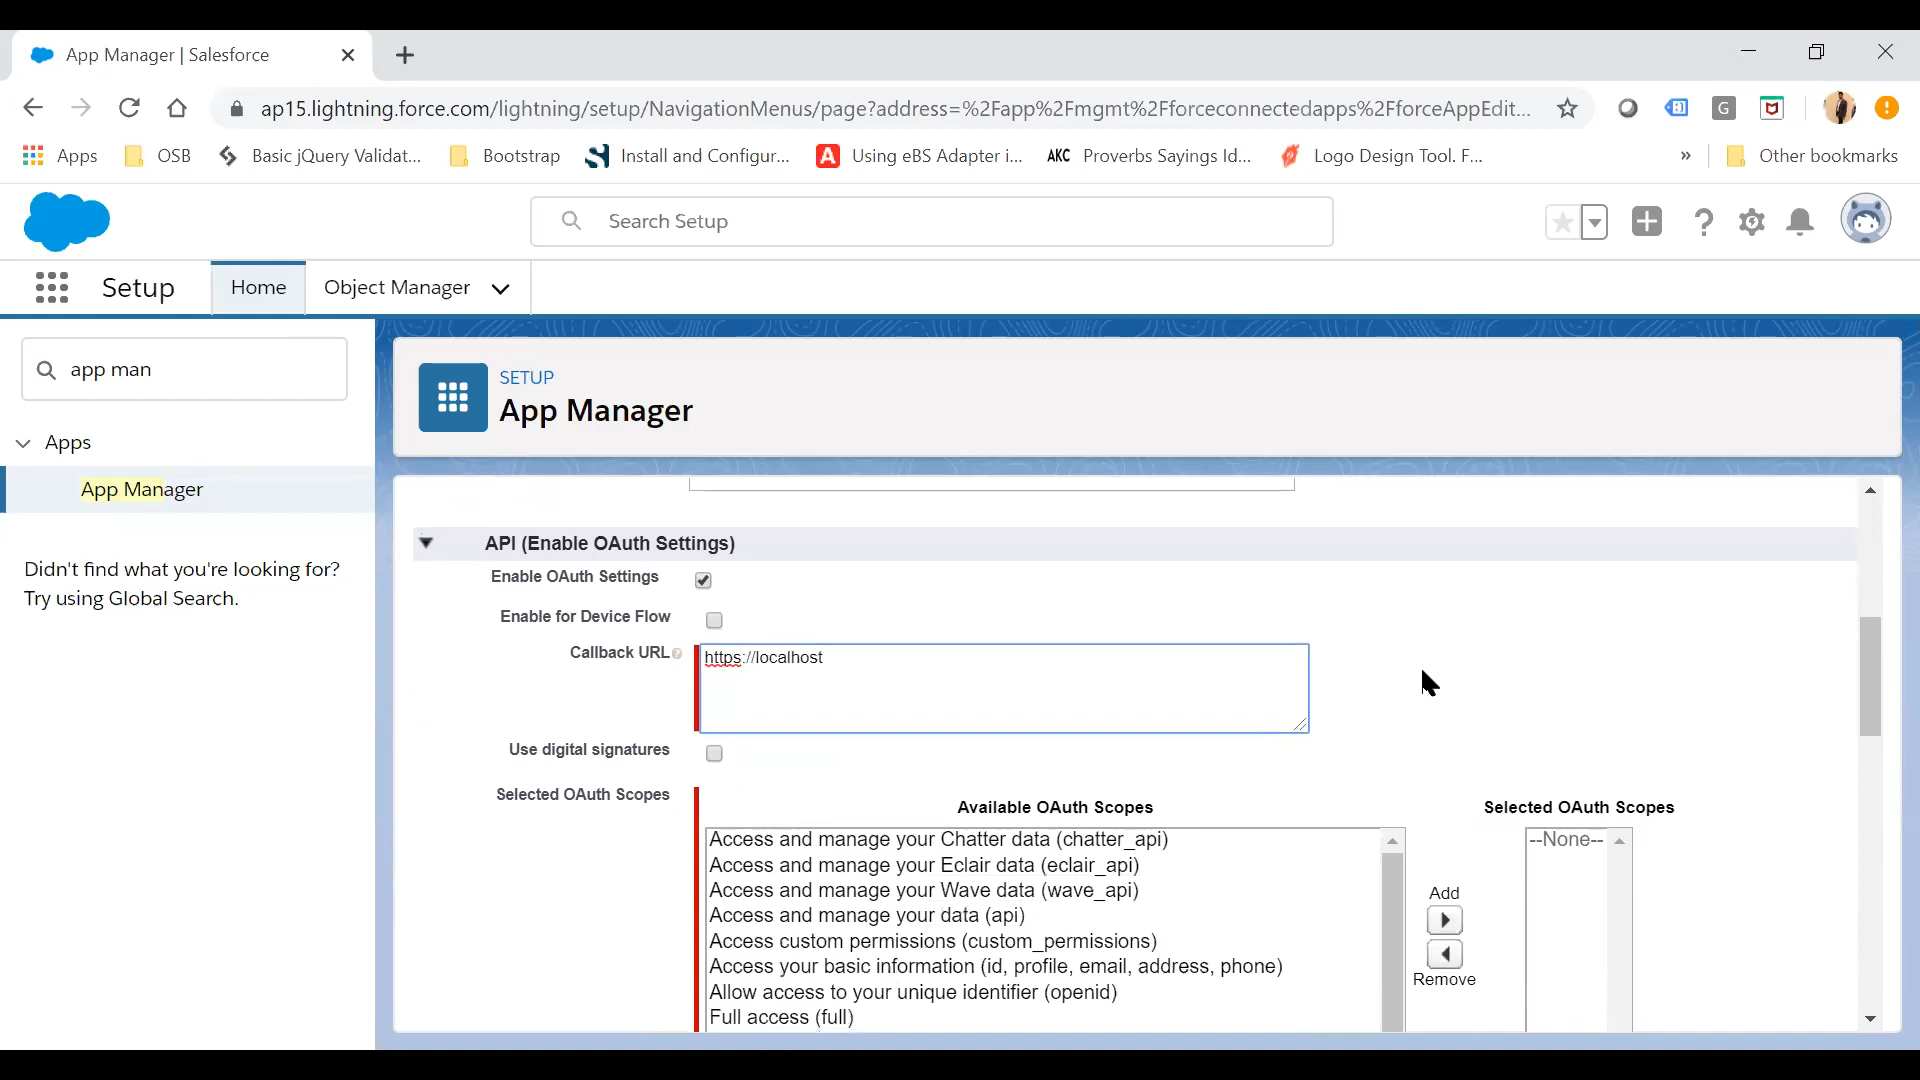 App Manager | Salesforce
ap15.lightning.force.com/lightning/setup/NavigationMenus/page?address=%2Fapp%2Fmgmt%2Fforceconnectedapps%2FforceAppEdit...
Apps
OSB
Basic jQuery Validat...
Bootstrap
Install and Configur...
Using eBS Adapter i...
AKC
Proverbs Sayings Id...
Logo Design Tool. F...
»
Other bookmarks
Search Setup
Setup
Home
Object Manager
app man
Apps
App Manager
Didn't find what you're looking for?
Try using Global Search.
SETUP
App Manager
API (Enable OAuth Settings)
Enable OAuth Settings
Enable for Device Flow
Callback URL
https://localhost
Use digital signatures
Selected OAuth Scopes
Available OAuth Scopes
Selected OAuth Scopes
Access and manage your Chatter data (chatter_api)
Access and manage your Eclair data (eclair_api)
Access and manage your Wave data (wave_api)
Access and manage your data (api)
Access custom permissions (custom_permissions)
Access your basic information (id, profile, email, address, phone)
Allow access to your unique identifier (openid)
Full access (full)
Add
Remove
--None--